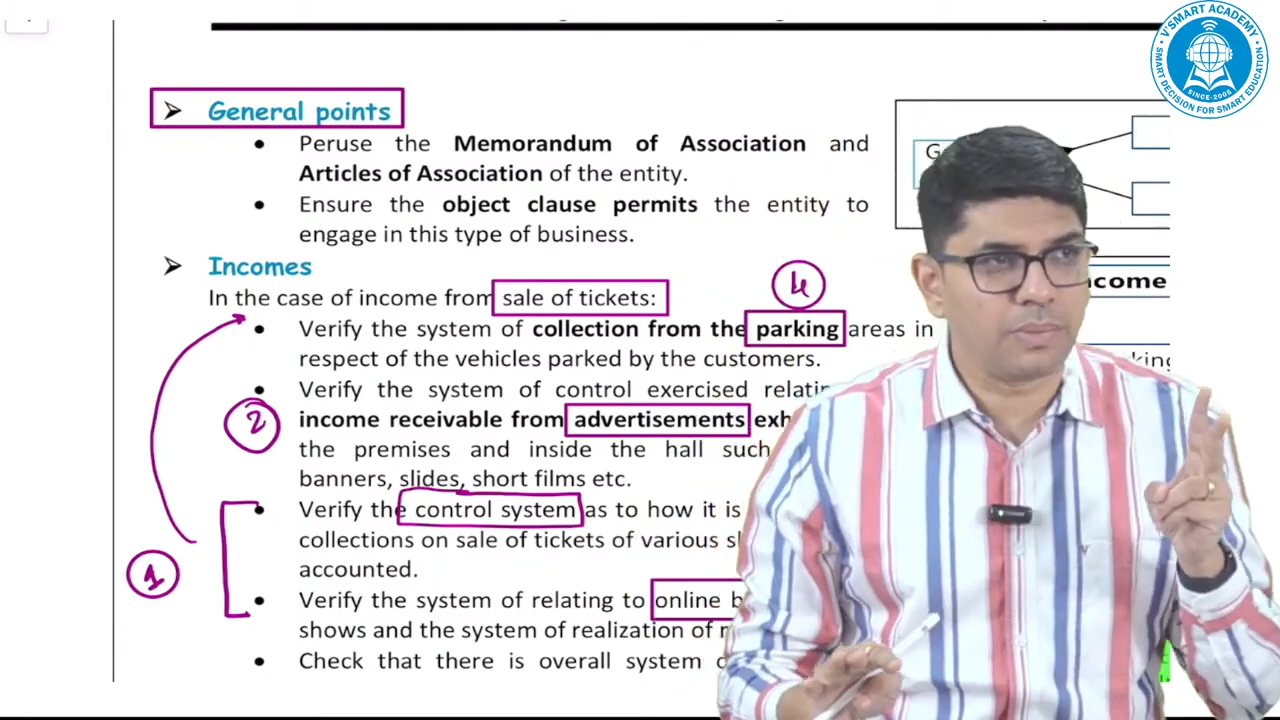 V'SMART ACADEMY
SMART DECISION FOR SMART EDUCATION
SINCE-2005
➢ General points
• Peruse the Memorandum of Association and
Articles of Association of the entity.
• Ensure the object clause permits the entity to
engage in this type of business.
➢ Incomes
In the case of income from sale of tickets:
4
• Verify the system of collection from the parking areas in
respect of the vehicles parked by the customers.
• Verify the system of control exercised
2
income receivable from advertisements
the premises and inside the hall such
banners, slides, short films etc.
• Verify the control system as to how it is
collections on sale of tickets of various
accounted.
1
• Verify the system of relating to online
shows and the system of realization of
• Check that there is overall system